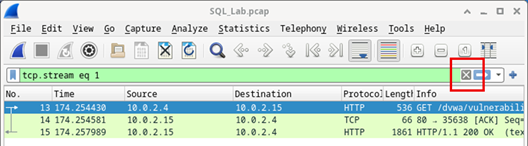 SQL_Lab.pcap
File Edit View Go Capture Analyze Statistics Telephony Wireless Tools Help
tcp.stream eq 1
No. Time Source Destination Protocol Length Info
13 174.254430 10.0.2.4 10.0.2.15 HTTP 536 GET /dvwa/vulnerabili
14 174.254581 10.0.2.15 10.0.2.4 TCP 66 80 → 35638 [ACK] Seq=
15 174.257989 10.0.2.15 10.0.2.4 HTTP 1861 HTTP/1.1 200 OK (tex